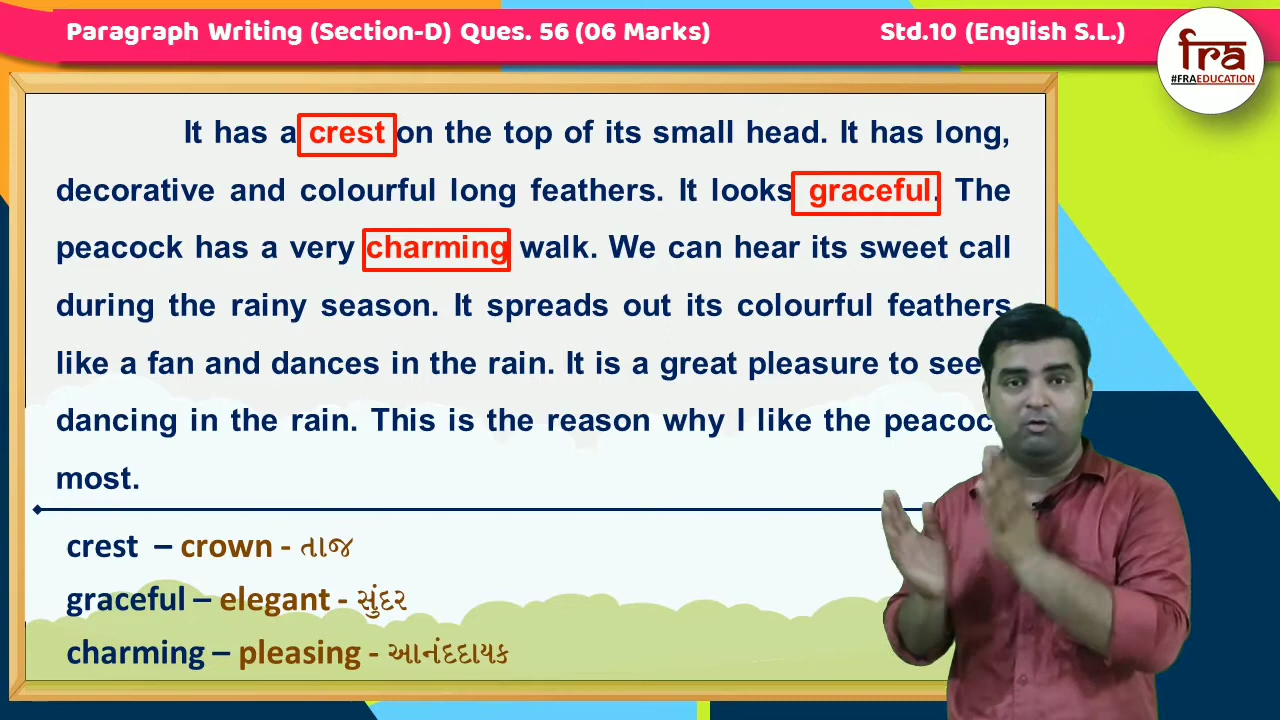 Paragraph Writing (Section-D) Ques. 56 (06 Marks)
Std.10 (English S.L.)
fra
#FRAEDUCATION
It has a crest on the top of its small head. It has long,
decorative and colourful long feathers. It looks graceful. The
peacock has a very charming walk. We can hear its sweet call
during the rainy season. It spreads out its colourful feathers
like a fan and dances in the rain. It is a great pleasure to see
dancing in the rain. This is the reason why I like the peacoc
most.
crest – crown - તાજ
graceful – elegant - સુંદર
charming – pleasing - આનંદદાયક